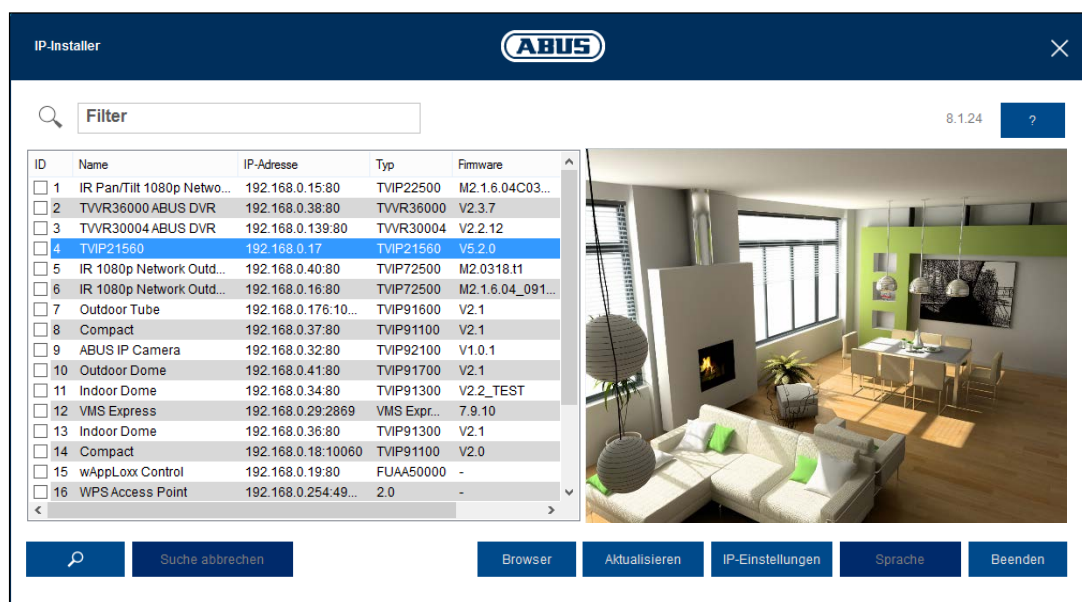 IP-Installer
ABUS
Filter
8.1.24
?
ID Name IP-Adresse Typ Firmware
1 IR Pan/Tilt 1080p Netwo... 192.168.0.15:80 TVIP22500 M2.1.6.04C03...
2 TVVR36000 ABUS DVR 192.168.0.38:80 TVVR36000 V2.3.7
3 TVVR30004 ABUS DVR 192.168.0.139:80 TVVR30004 V2.2.12
4 TVIP21560 192.168.0.17 TVIP21560 V5.2.0
5 IR 1080p Network Outd... 192.168.0.40:80 TVIP72500 M2.0318.t1
6 IR 1080p Network Outd... 192.168.0.16:80 TVIP72500 M2.1.6.04_091...
7 Outdoor Tube 192.168.0.176:10... TVIP91600 V2.1
8 Compact 192.168.0.37:80 TVIP91100 V2.1
9 ABUS IP Camera 192.168.0.32:80 TVIP92100 V1.0.1
10 Outdoor Dome 192.168.0.41:80 TVIP91700 V2.1
11 Indoor Dome 192.168.0.34:80 TVIP91300 V2.2_TEST
12 VMS Express 192.168.0.29:2869 VMS Expr... 7.9.10
13 Indoor Dome 192.168.0.36:80 TVIP91300 V2.1
14 Compact 192.168.0.18:10060 TVIP91100 V2.0
15 wAppLoxx Control 192.168.0.19:80 FUAA50000 -
16 WPS Access Point 192.168.0.254:49... 2.0 -
Suche abbrechen
Browser
Aktualisieren
IP-Einstellungen
Sprache
Beenden